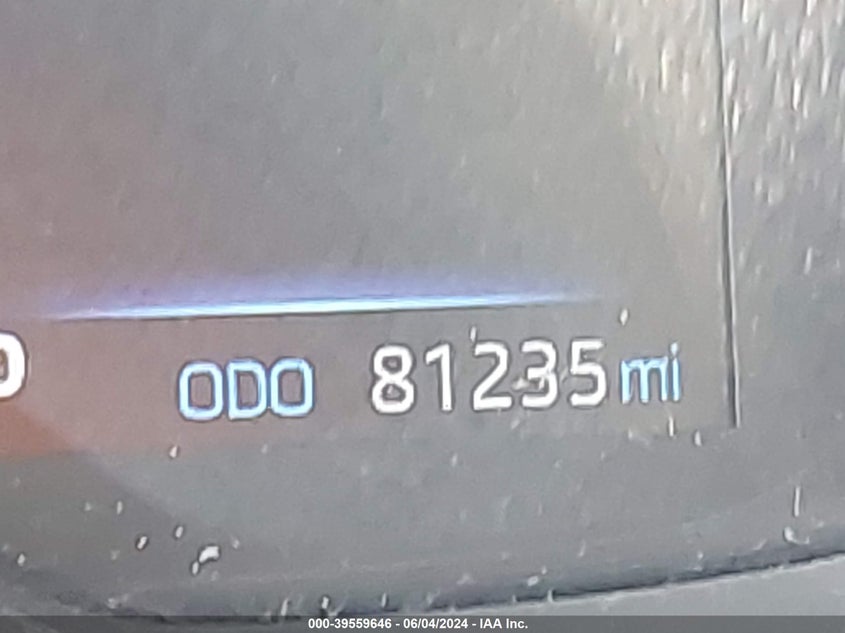 ODO 81235 mi
000-39559646 - 06/04/2024 - IAA Inc.